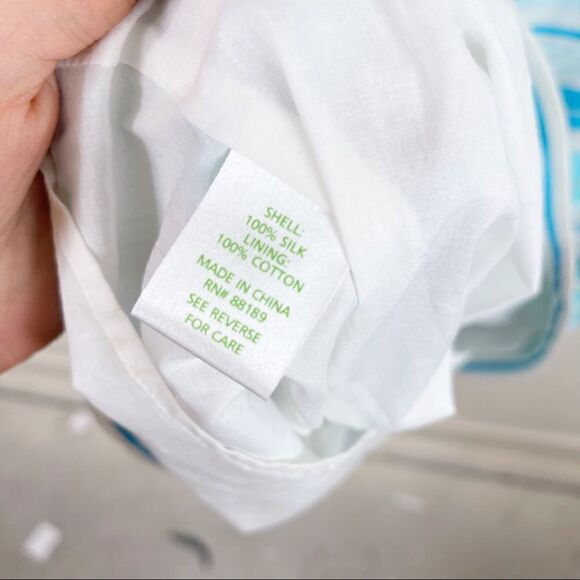 SHELL:
100% SILK
LINING:
100% COTTON
MADE IN CHINA
RN# 88189
SEE REVERSE
FOR CARE